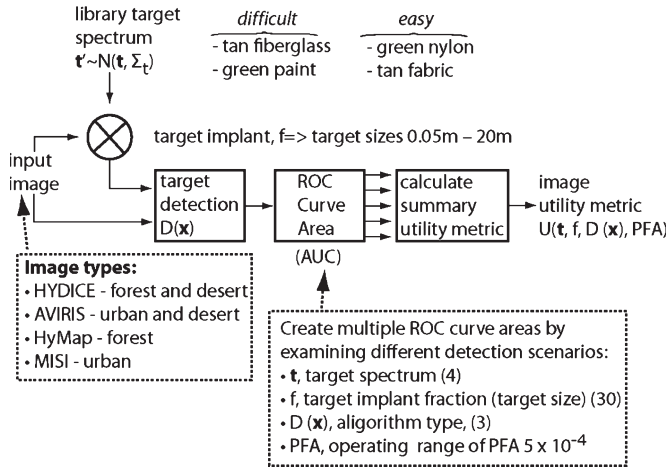 library target
spectrum
t'~N(t, Σt)
difficult
- tan fiberglass
- green paint
easy
- green nylon
- tan fabric
target implant, f=> target sizes 0.05m – 20m
input
image
target
detection
D(x)
ROC
Curve
Area
(AUC)
calculate
summary
utility metric
image
utility metric
U(t, f, D (x), PFA)
Image types:
• HYDICE - forest and desert
• AVIRIS - urban and desert
• HyMap - forest
• MISI - urban
Create multiple ROC curve areas by
examining different detection scenarios:
• t, target spectrum (4)
• f, target implant fraction (target size) (30)
• D (x), aligorithm type, (3)
• PFA, operating range of PFA 5 x 10⁻⁴